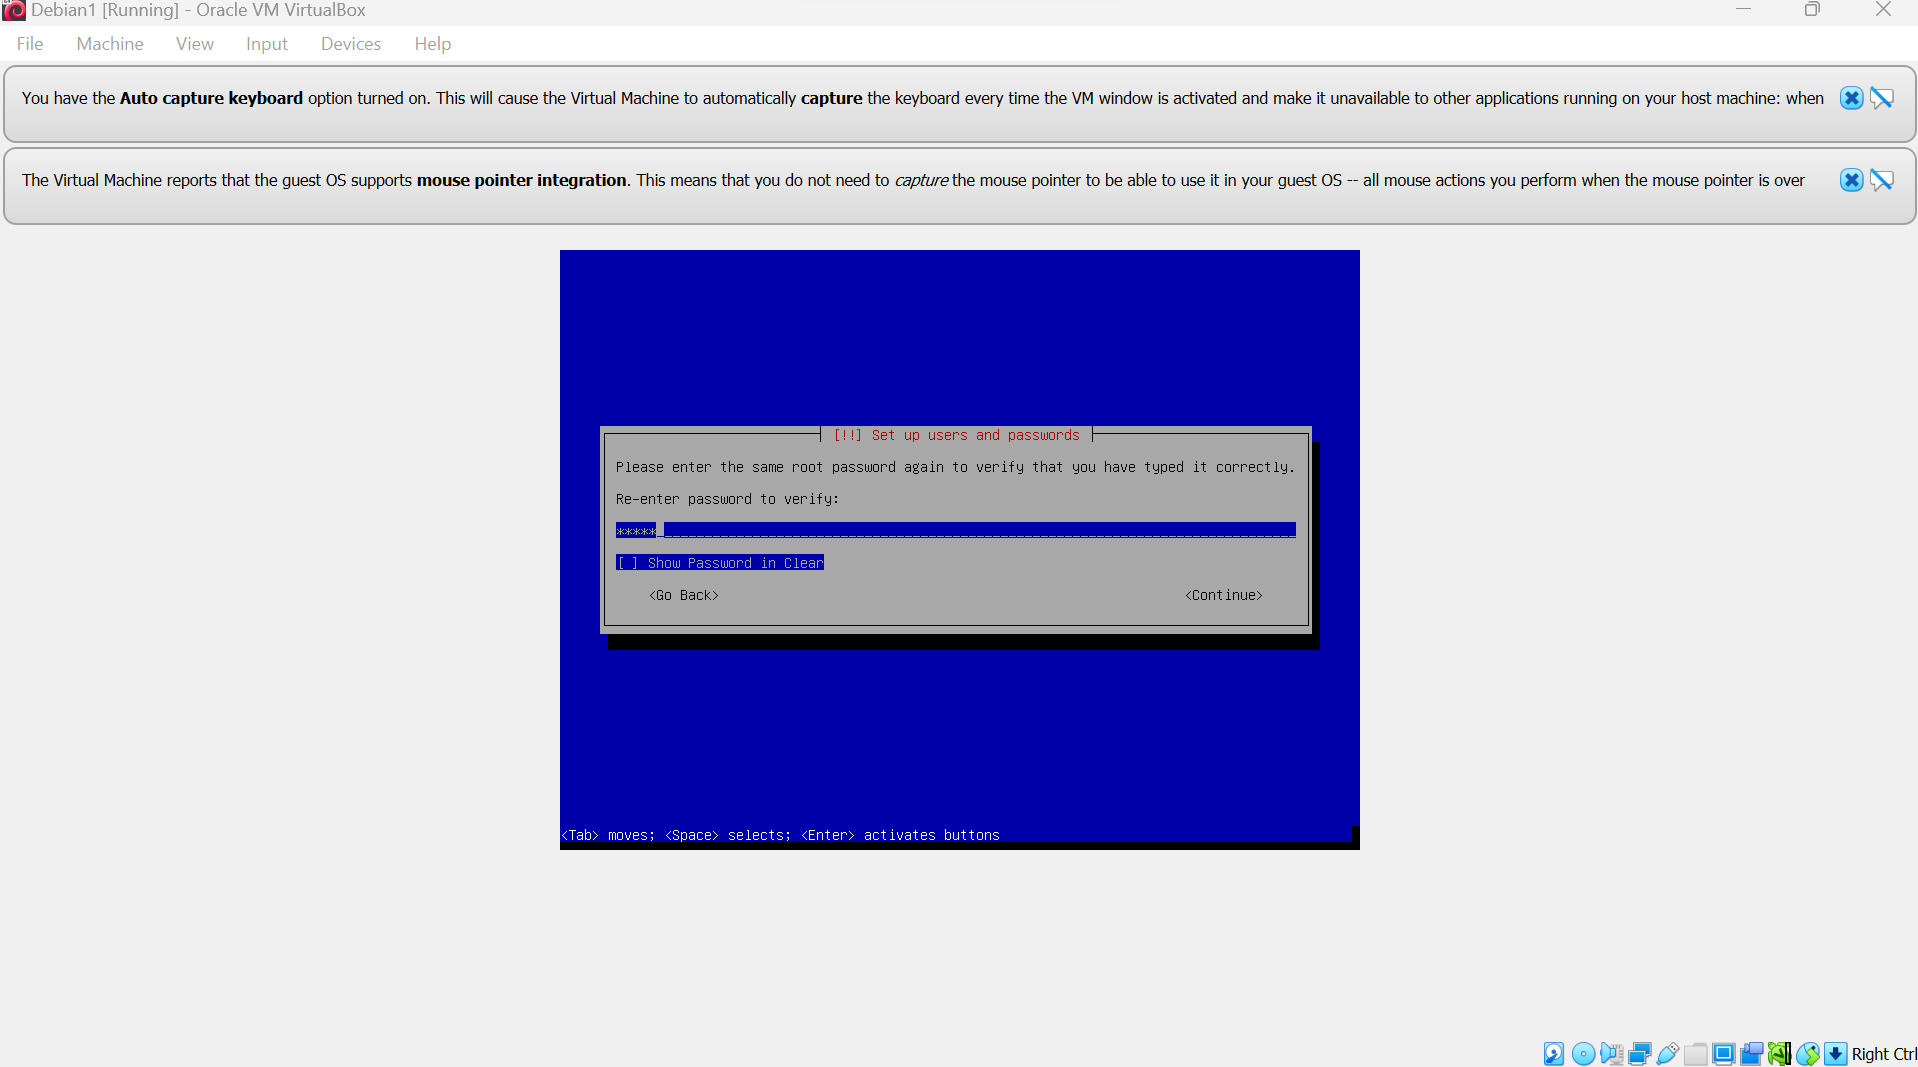 Debian1 [Running] - Oracle VM VirtualBox
File Machine View Input Devices Help
You have the Auto capture keyboard option turned on. This will cause the Virtual Machine to automatically capture the keyboard every time the VM window is activated and make it unavailable to other applications running on your host machine: when
The Virtual Machine reports that the guest OS supports mouse pointer integration. This means that you do not need to capture the mouse pointer to be able to use it in your guest OS -- all mouse actions you perform when the mouse pointer is over
[!!] Set up users and passwords
Please enter the same root password again to verify that you have typed it correctly.
Re-enter password to verify:
*****
[ ] Show Password in Clear
<Go Back> <Continue>
<Tab> moves; <Space> selects; <Enter> activates buttons
Right Ctrl